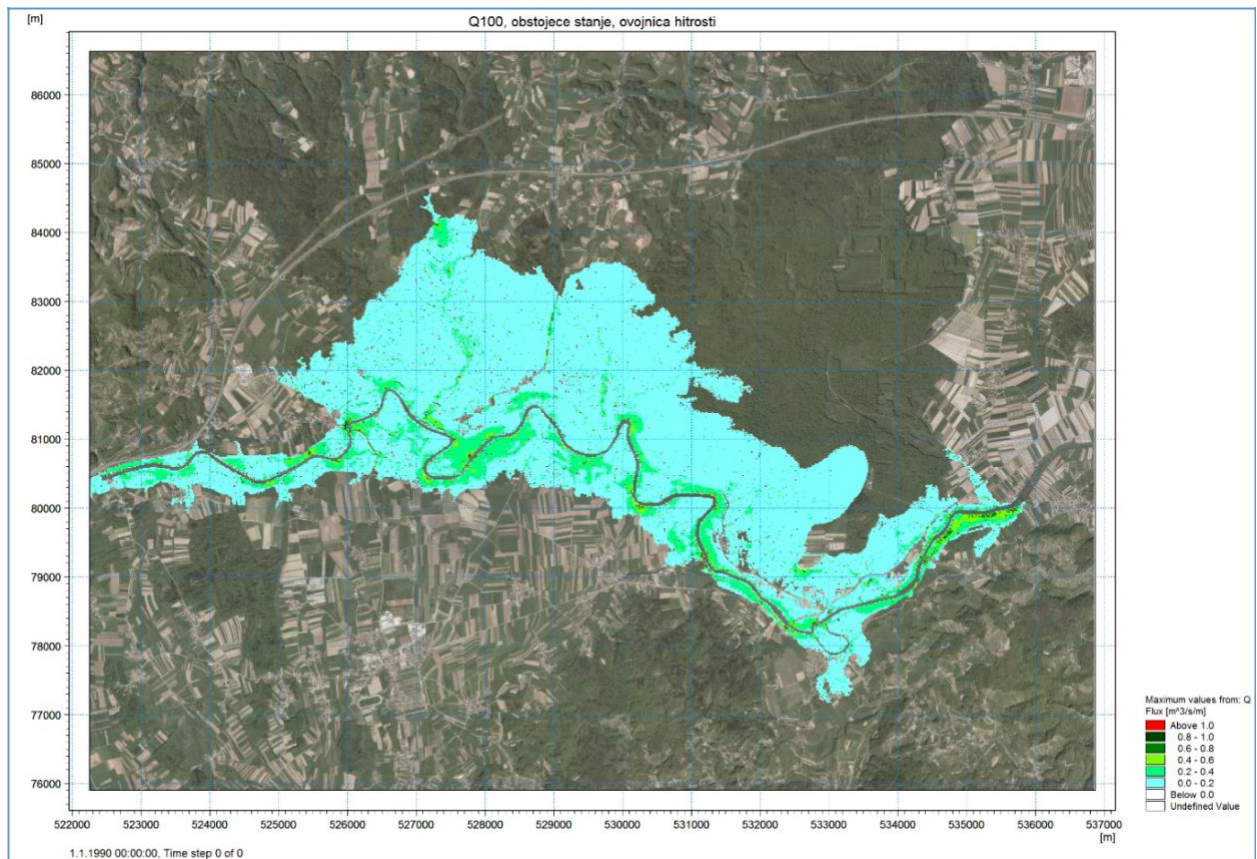 Q100, obstojece stanje, ovojnica hitrosti
[m]
86000
85000
84000
83000
82000
81000
80000
79000
78000
77000
76000
522000 523000 524000 525000 526000 527000 528000 529000 530000 531000 532000 533000 534000 535000 536000 537000
[m]
Maximum values from: Q
Flux [m^3/s/m]
Above 1.0
0.8 - 1.0
0.6 - 0.8
0.4 - 0.6
0.2 - 0.4
0.0 - 0.2
Below 0.0
Undefined Value
1.1.1990 00:00:00, Time step 0 of 0